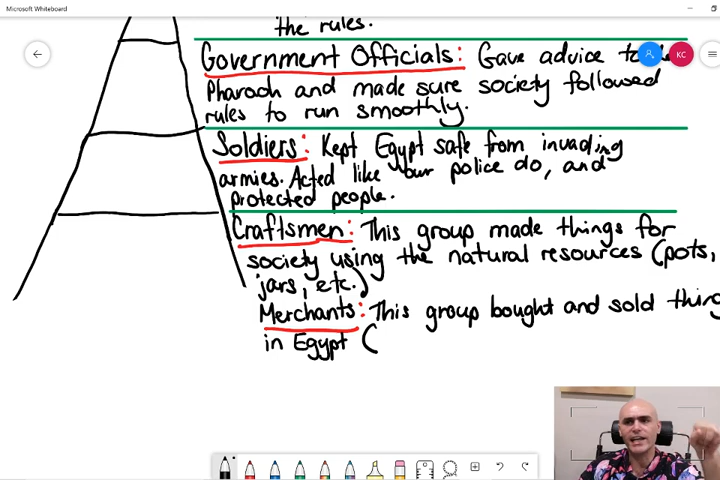 Microsoft Whiteboard
the rules.
Government Officials: Gave advice to
KC
Pharaoh and made sure society followed
rules to run smoothly.
Soldiers: Kept Egypt safe from invading
armies. Acted like our police do, and
protected people.
Craftsmen: This group made things for
society using the natural resources (pots,
jars, etc.)
Merchants: This group bought and sold thing
in Egypt (